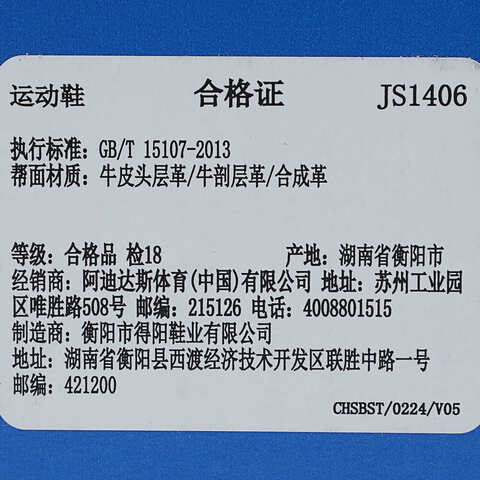 运动鞋 合格证 JS1406
执行标准: GB/T 15107-2013
帮面材质: 牛皮头层革/牛剖层革/合成革
等级: 合格品 检18 产地: 湖南省衡阳市
经销商: 阿迪达斯体育(中国)有限公司 地址: 苏州工业园
区唯胜路508号 邮编: 215126 电话: 4008801515
制造商: 衡阳市得阳鞋业有限公司
地址: 湖南省衡阳县西渡经济技术开发区联胜中路一号
邮编: 421200
CHSBST/0224/V05